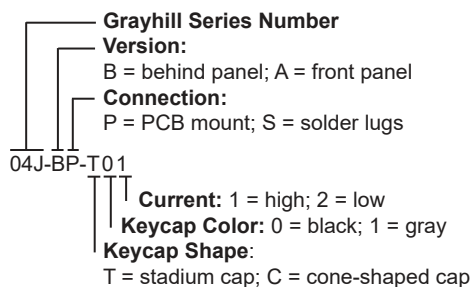 Grayhill Series Number
Version:
B = behind panel; A = front panel
Connection:
P = PCB mount; S = solder lugs
04J-BP-T01
Current: 1 = high; 2 = low
Keycap Color: 0 = black; 1 = gray
Keycap Shape:
T = stadium cap; C = cone-shaped cap